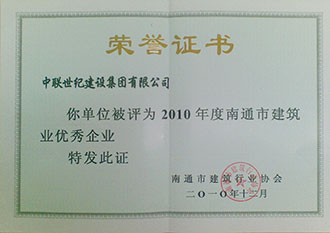 荣誉证书
中联世纪建设集团有限公司
你单位被评为2010年度南通市建筑
业优秀企业
特发此证
南通市建筑行业协会
二〇一〇年十二月